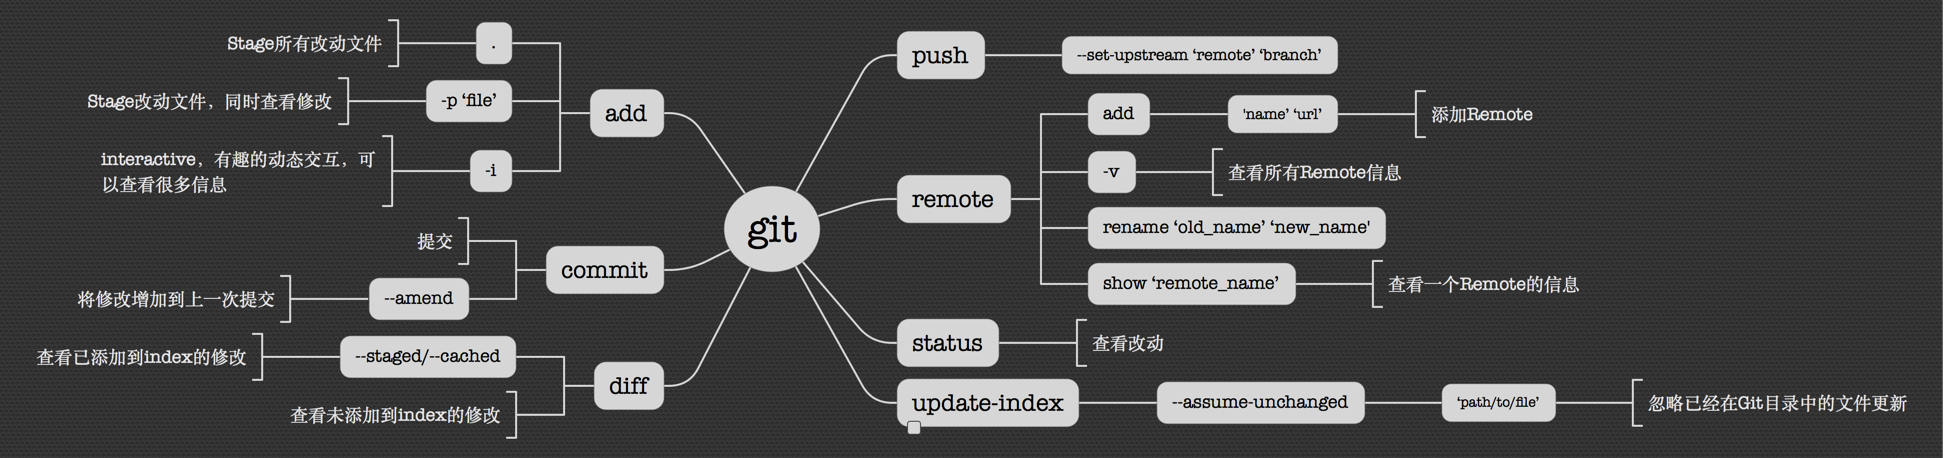 Stage所有改动文件
.
Stage改动文件，同时查看修改
-p ‘file’
add
interactive，有趣的动态交互，可
以查看很多信息
-i
提交
commit
将修改增加到上一次提交
--amend
查看已添加到index的修改
--staged/--cached
diff
查看未添加到index的修改
git
push
--set-upstream ‘remote’ ‘branch’
remote
add
'name’ ‘url’
添加Remote
-v
查看所有Remote信息
rename ‘old_name’ ‘new_name'
show ‘remote_name’
查看一个Remote的信息
status
查看改动
update-index
--assume-unchanged
‘path/to/file’
忽略已经在Git目录中的文件更新